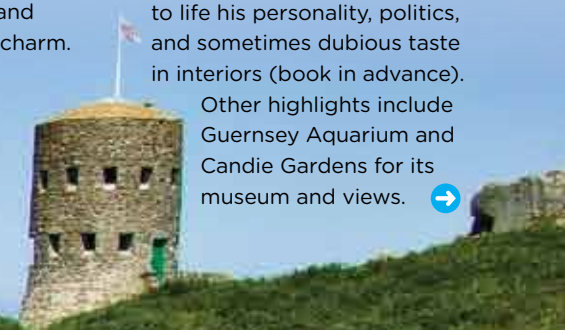 and
charm.
to life his personality, politics,
and sometimes dubious taste
in interiors (book in advance).
Other highlights include
Guernsey Aquarium and
Candie Gardens for its
museum and views.